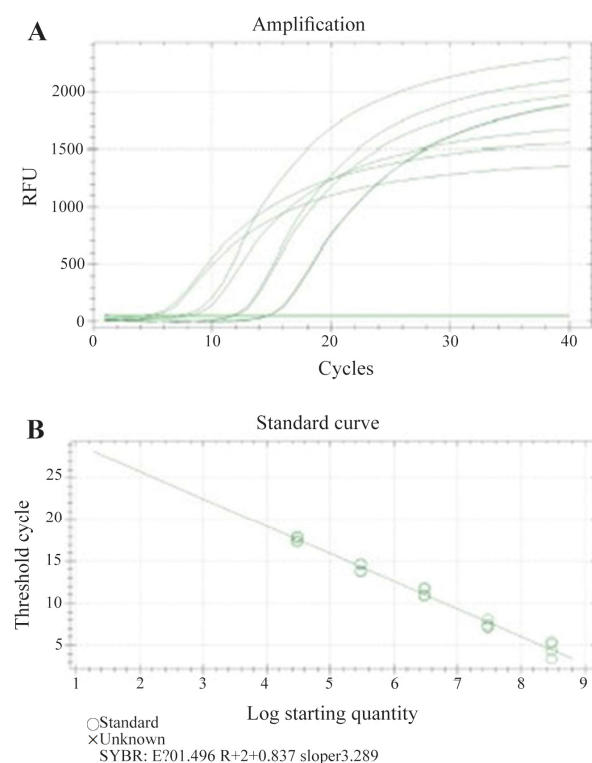 A
Amplification
RFU
2000
1500
1000
500
0
0 10 20 30 40
Cycles
B
Standard curve
Threshold cycle
25
20
15
10
5
1 2 3 4 5 6 7 8 9
Log starting quantity
Standard
Unknown
SYBR: E?01.496 R+2+0.837 sloper3.289